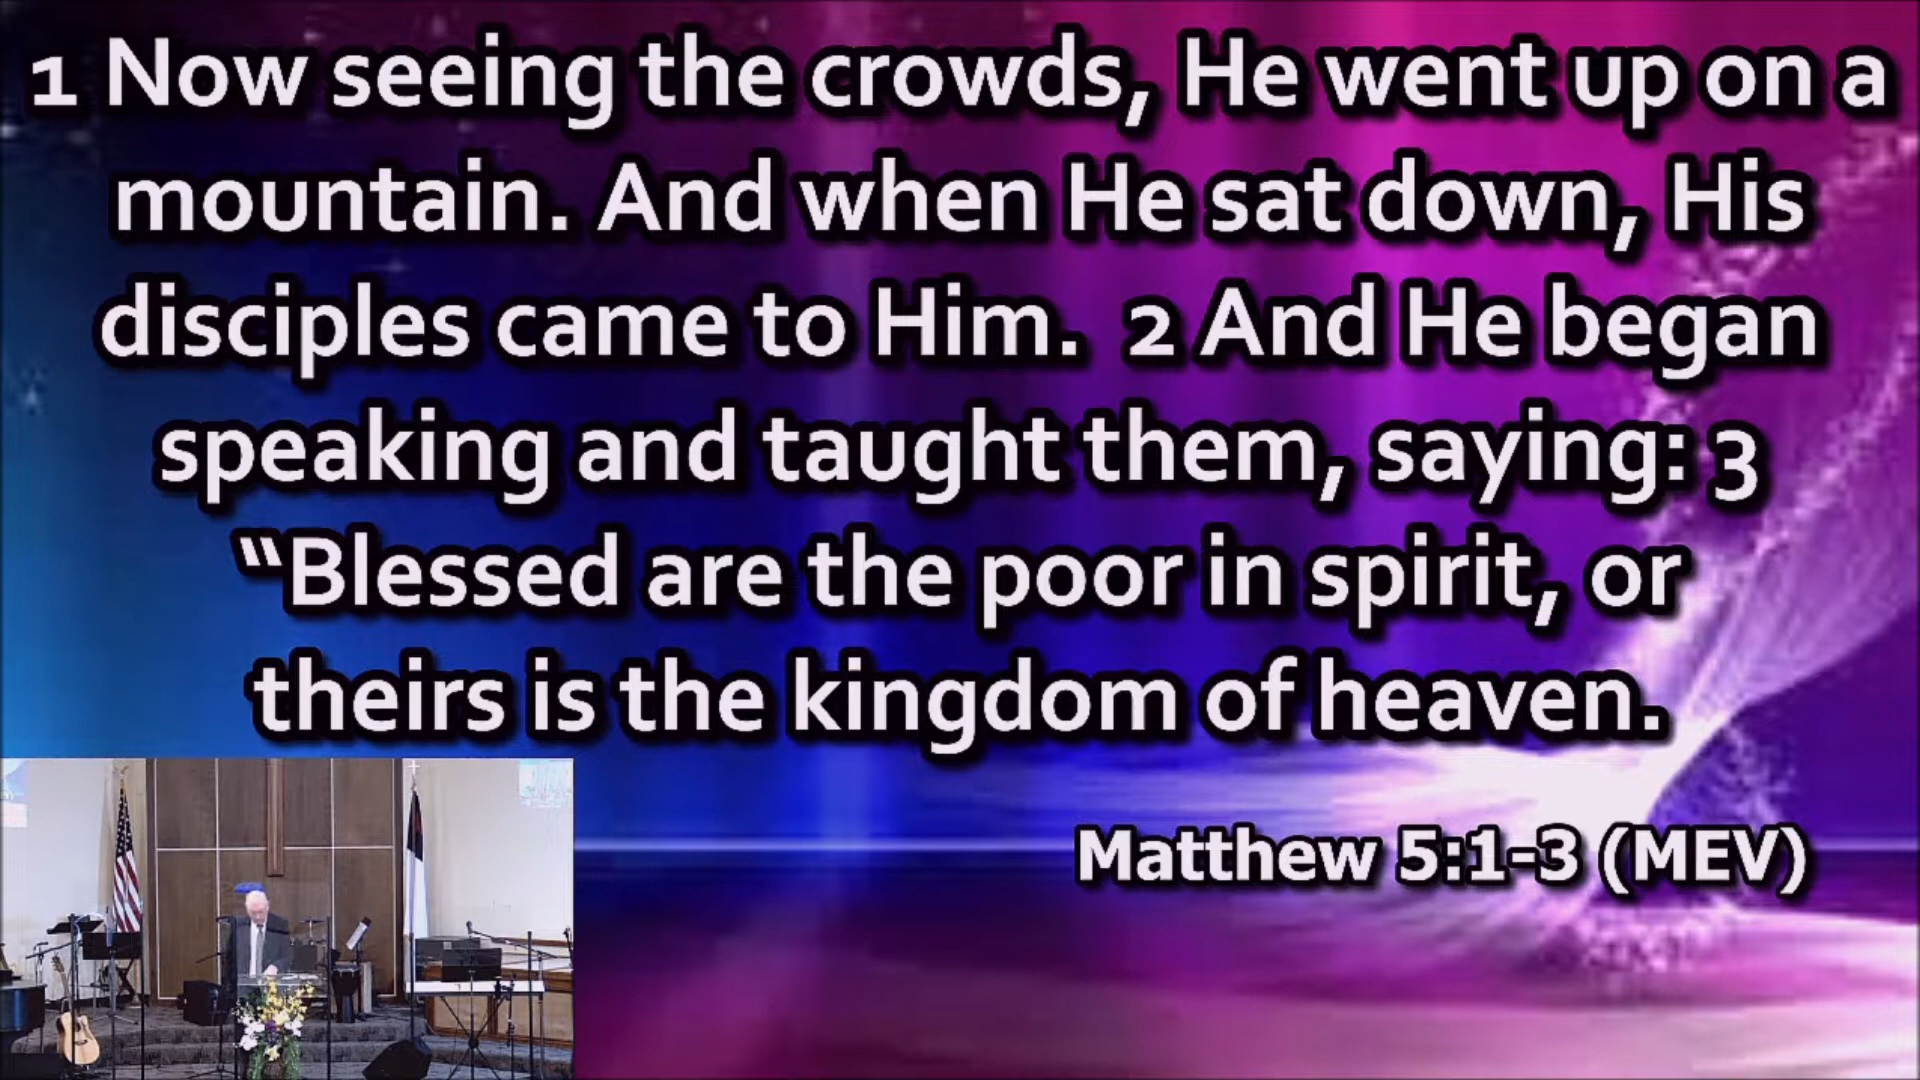 1 Now seeing the crowds, He went up on a
mountain. And when He sat down, His
disciples came to Him.  2 And He began
speaking and taught them, saying: 3
“Blessed are the poor in spirit, or
theirs is the kingdom of heaven.
Matthew 5:1-3 (MEV)